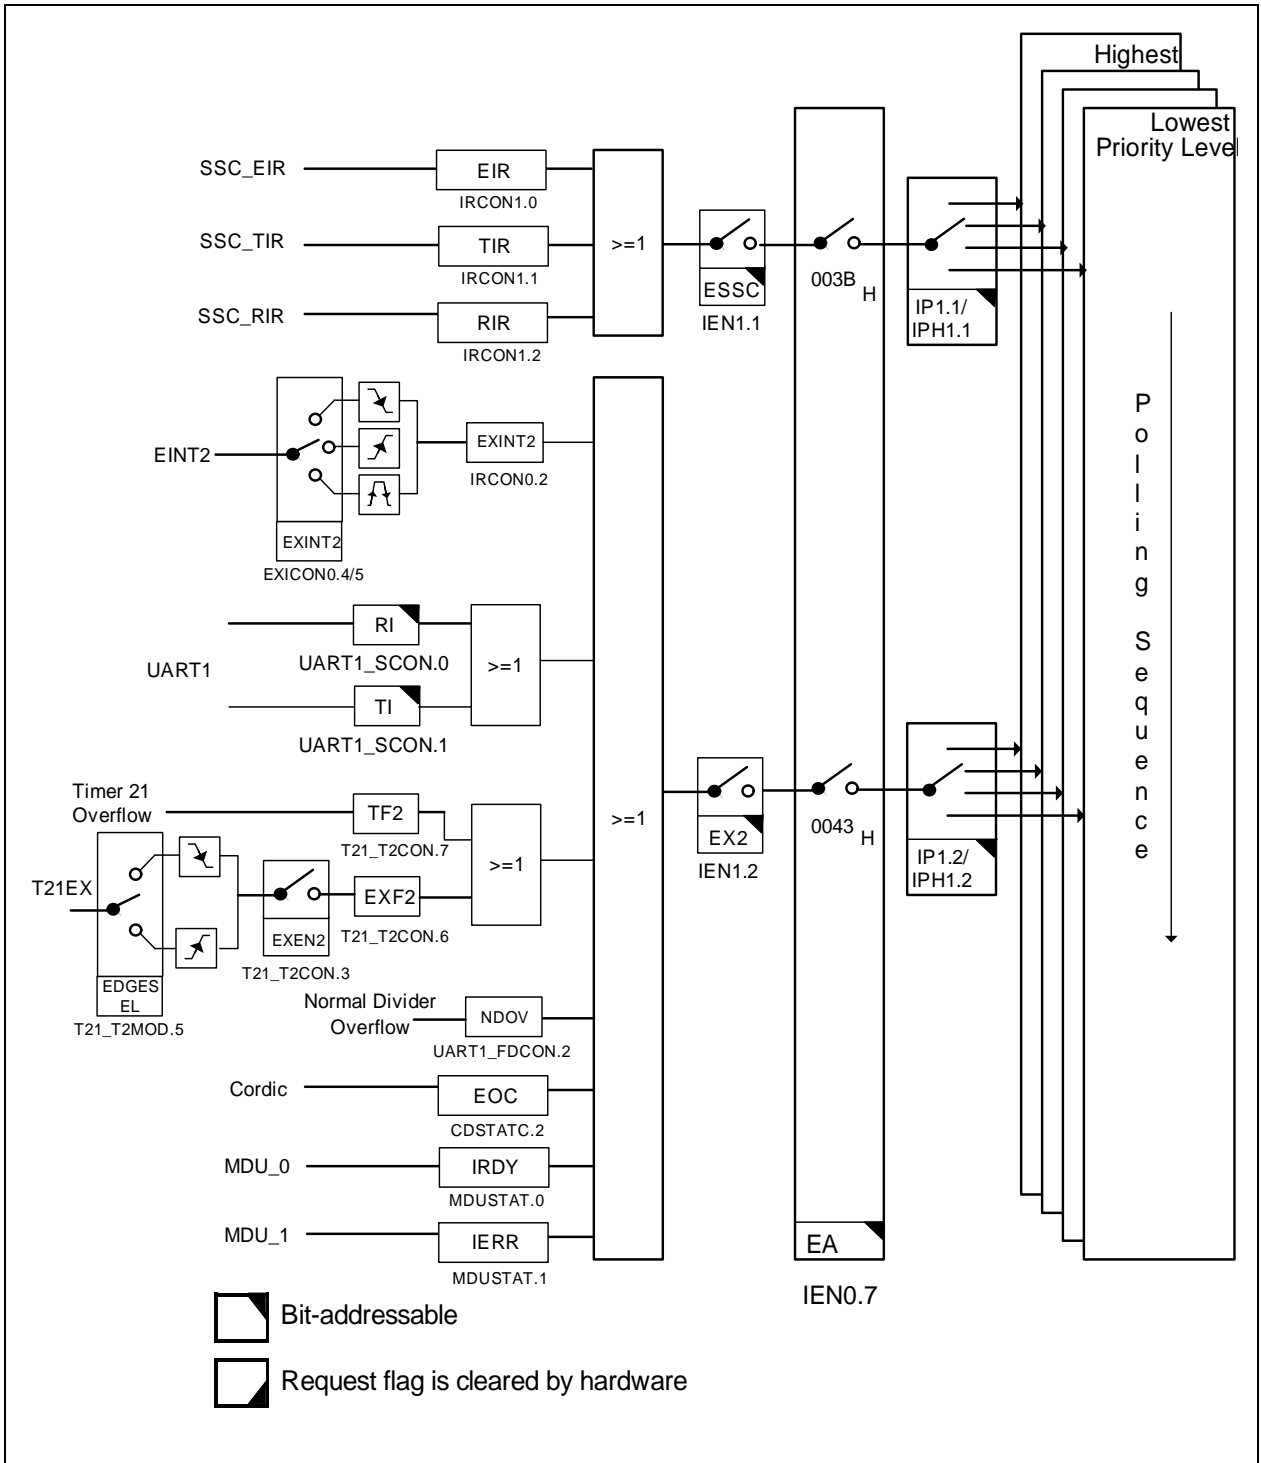 Highest
Lowest
Priority Leve
SSC_EIR
EIR
IRCON1.0
SSC_TIR
TIR
IRCON1.1
SSC_RIR
RIR
IRCON1.2
>=1
ESSC
IEN1.1
003B H
IP1.1/
IPH1.1
EINT2
EXINT2
EXICON0.4/5
EXINT2
IRCON0.2
UART1
RI
UART1_SCON.0
TI
UART1_SCON.1
>=1
Timer 21
Overflow
TF2
T21_T2CON.7
T21EX
EDGES
EL
T21_T2MOD.5
EXEN2
T21_T2CON.3
EXF2
T21_T2CON.6
>=1
Normal Divider
Overflow
NDOV
UART1_FDCON.2
Cordic
EOC
CDSTATC.2
MDU_0
IRDY
MDUSTAT.0
MDU_1
IERR
MDUSTAT.1
>=1
EX2
IEN1.2
0043 H
IP1.2/
IPH1.2
EA
IEN0.7
Polling Sequence
Bit-addressable
Request flag is cleared by hardware